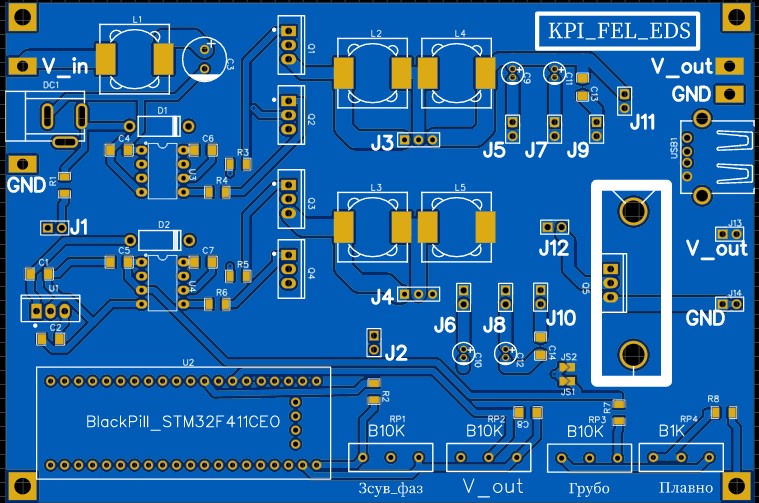 L1
KPI_FEL_EDS
L2
L4
Q1
C3
V_in
C9
C11
V_out
DC1
C13
GND
J11
Q2
D1
J3
J5
J7
J9
C4
C6
USB1
U3
R3
GND
R1
R4
L3
L5
Q3
J1
J12
J13
D2
V_out
C5
C7
C1
Q4
R5
U4
J4
Q5
U1
R6
J14
J6
J8
J10
GND
C2
J2
C10
C12
C14
JS2
U2
JS1
R2
R7
R8
BlackPill_STM32F411CEO
RP1
RP2
C8
RP3
RP4
B10K
B10K
B10K
B1K
Зсув_фаз
V_out
Грубо
Плавно